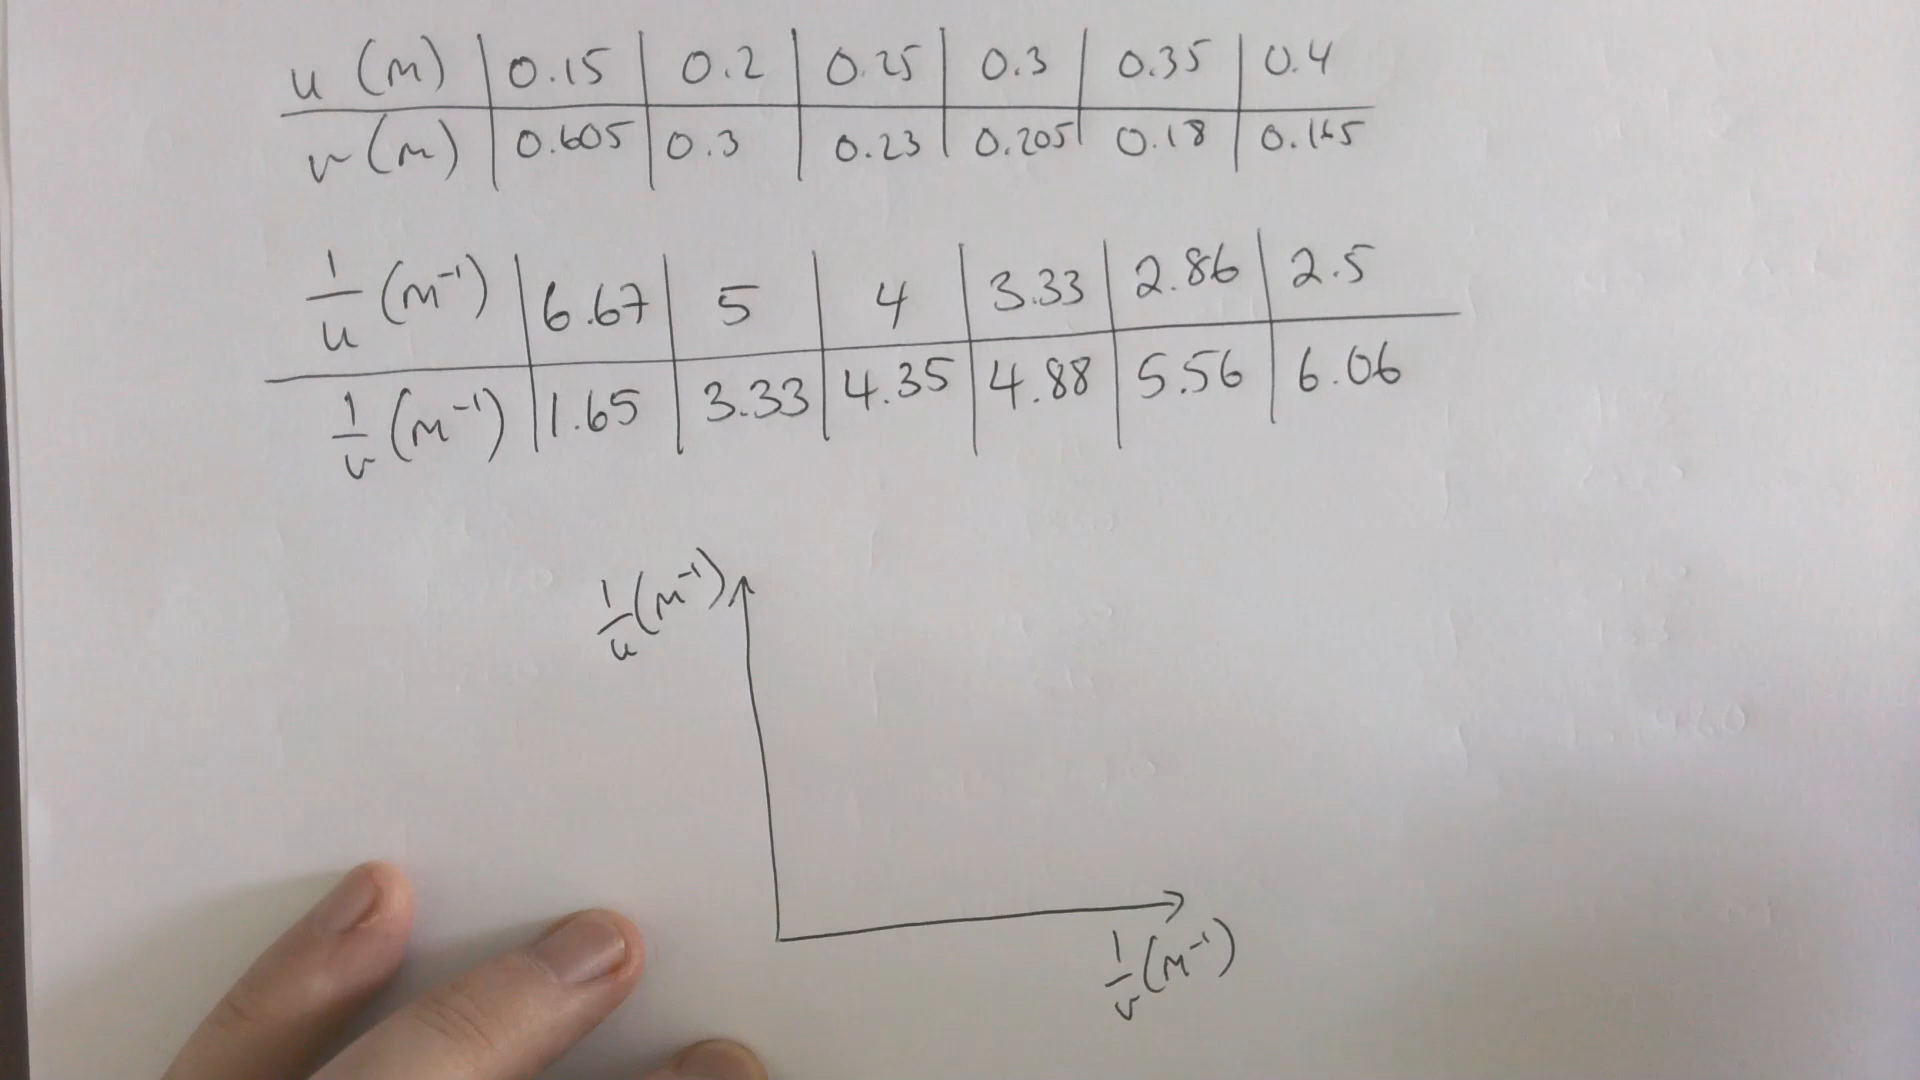 u (m) | 0.15 | 0.2 | 0.25 | 0.3 | 0.35 | 0.4
v (m) | 0.605 | 0.3 | 0.23 | 0.205 | 0.18 | 0.165
1/u (m⁻¹) | 6.67 | 5 | 4 | 3.33 | 2.86 | 2.5
1/v (m⁻¹) | 1.65 | 3.33 | 4.35 | 4.88 | 5.56 | 6.06
1/u (m⁻¹)
1/v (m⁻¹)